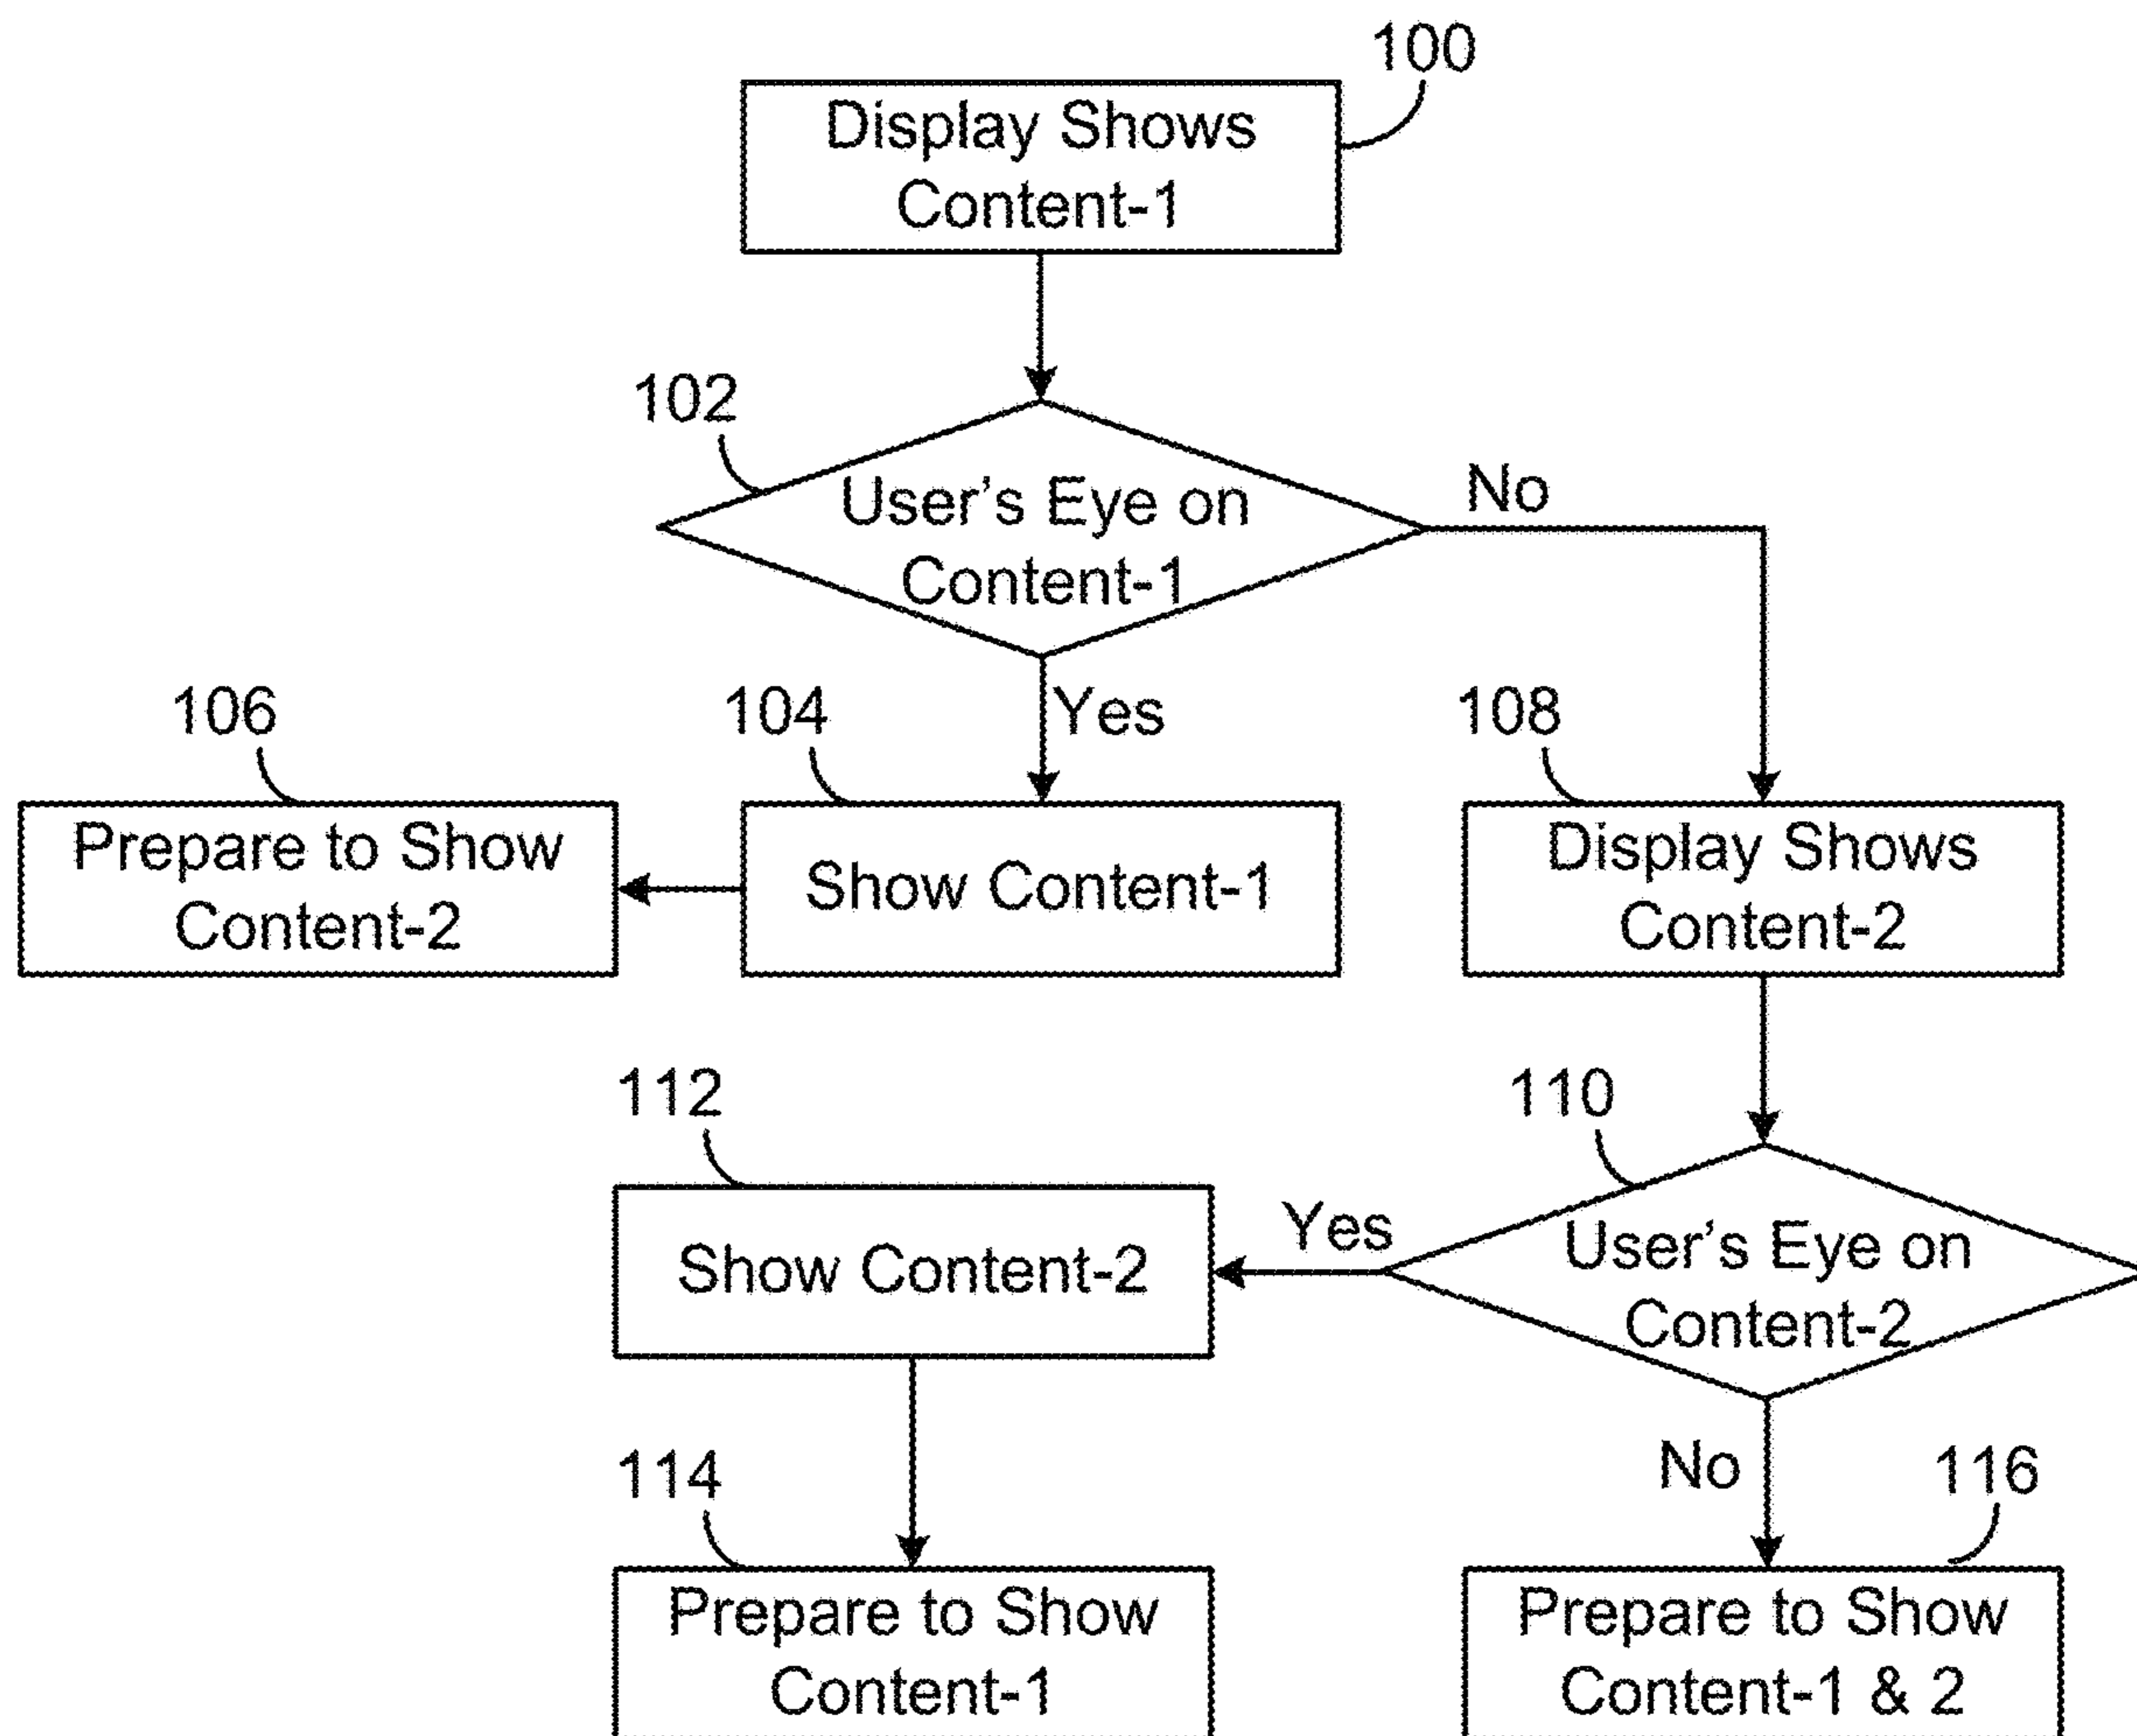 100
Display Shows
Content-1
102
User's Eye on
Content-1
No
Yes
106
104
108
Prepare to Show
Content-2
Show Content-1
Display Shows
Content-2
112
110
Show Content-2
Yes
User's Eye on
Content-2
114
No
116
Prepare to Show
Content-1
Prepare to Show
Content-1 & 2